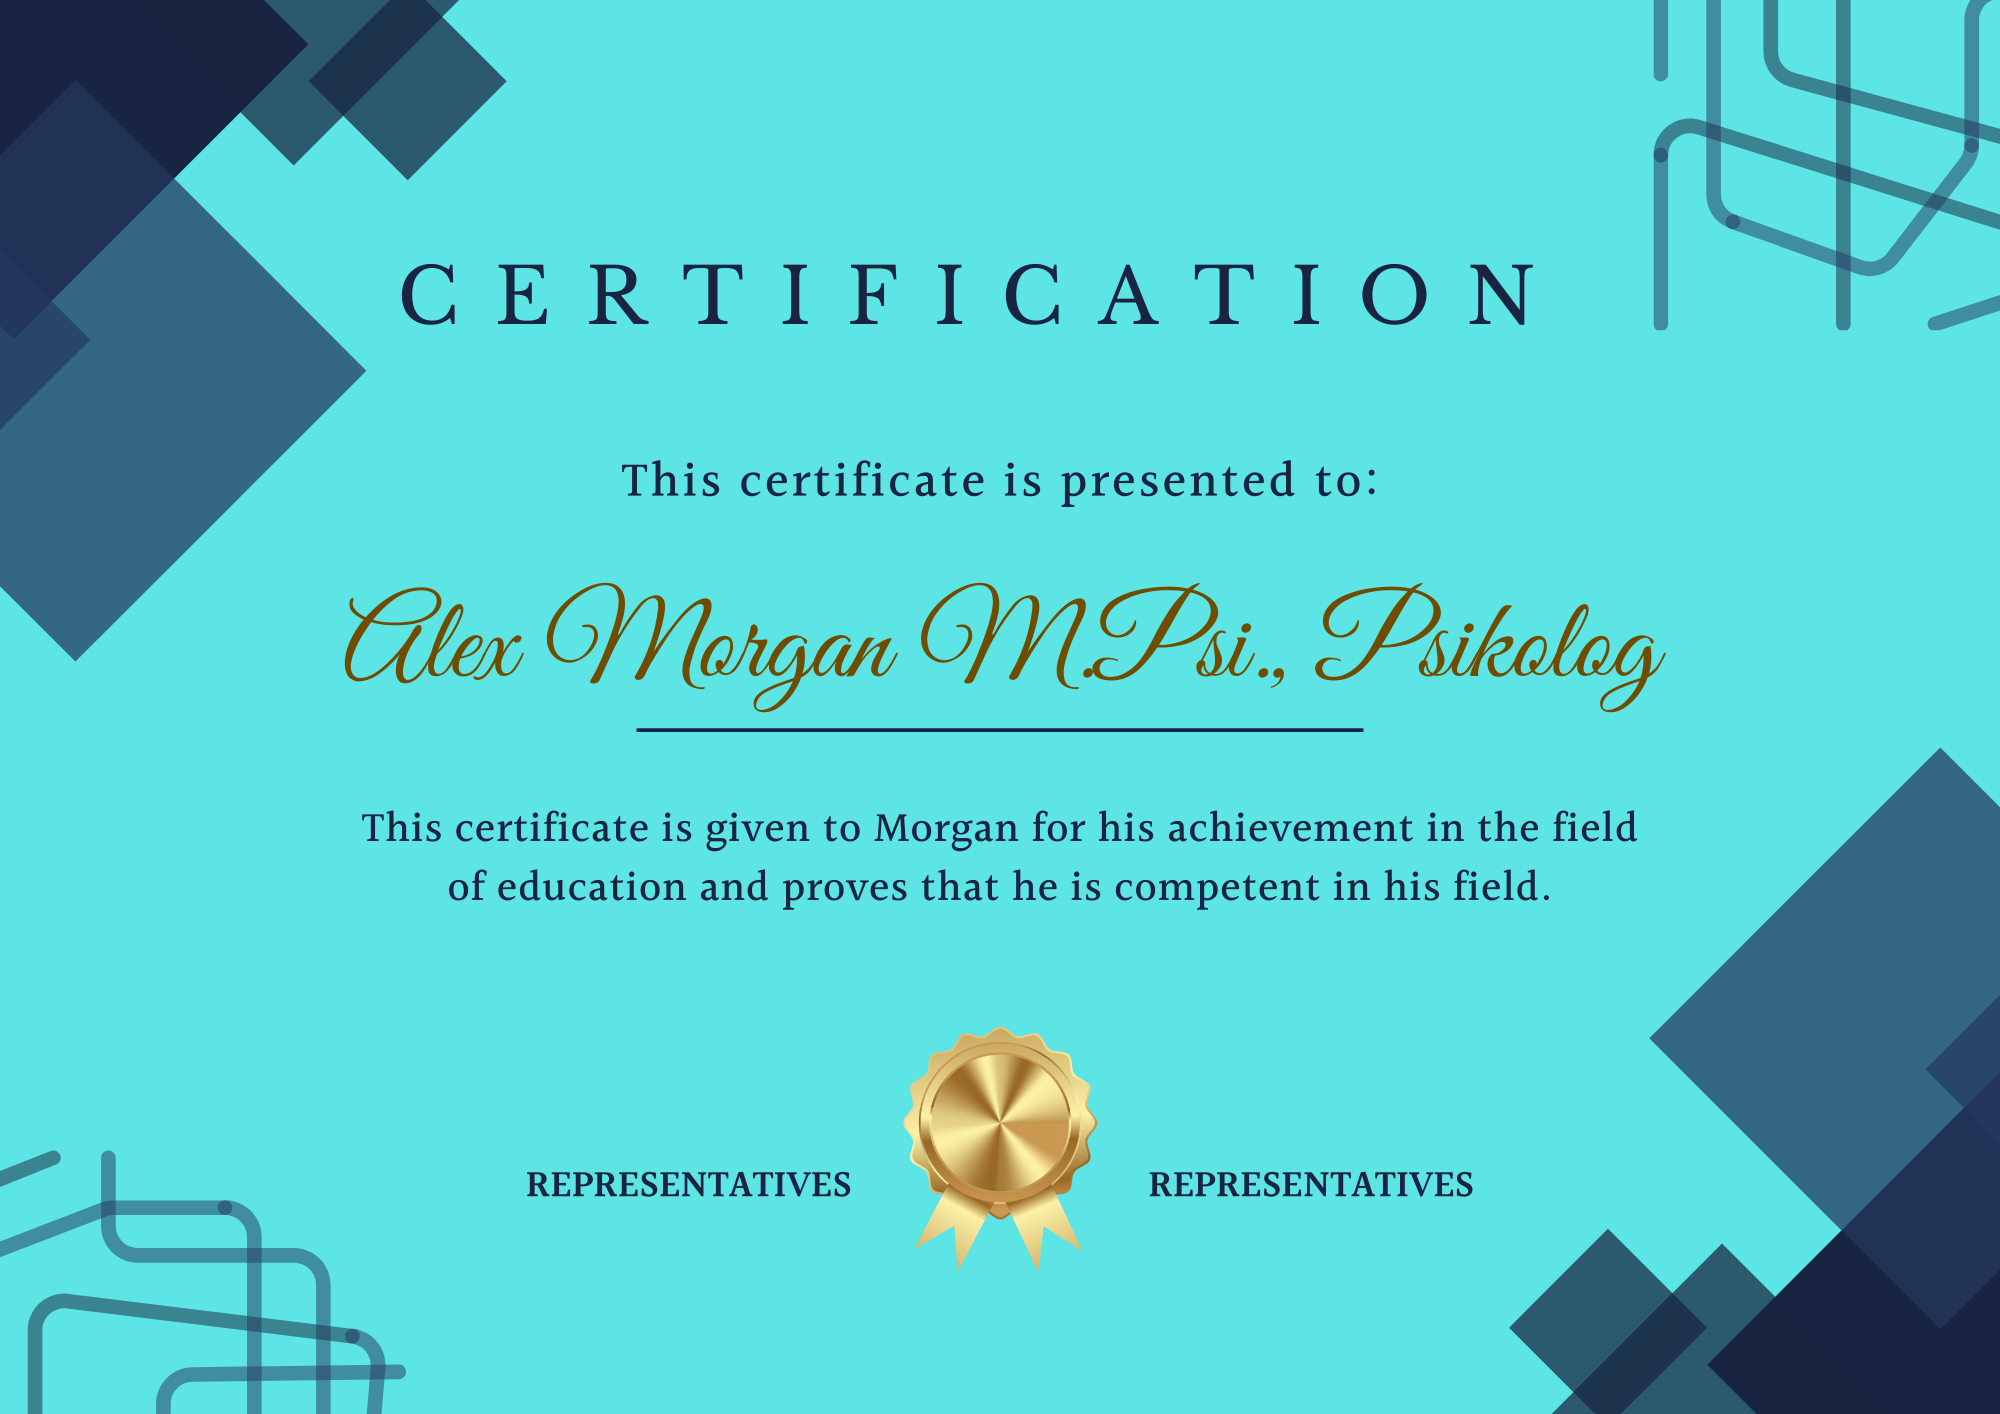 CERTIFICATION
This certificate is presented to:
Alex Morgan M.Psi., Psikolog
This certificate is given to Morgan for his achievement in the field
of education and proves that he is competent in his field.
REPRESENTATIVES
REPRESENTATIVES